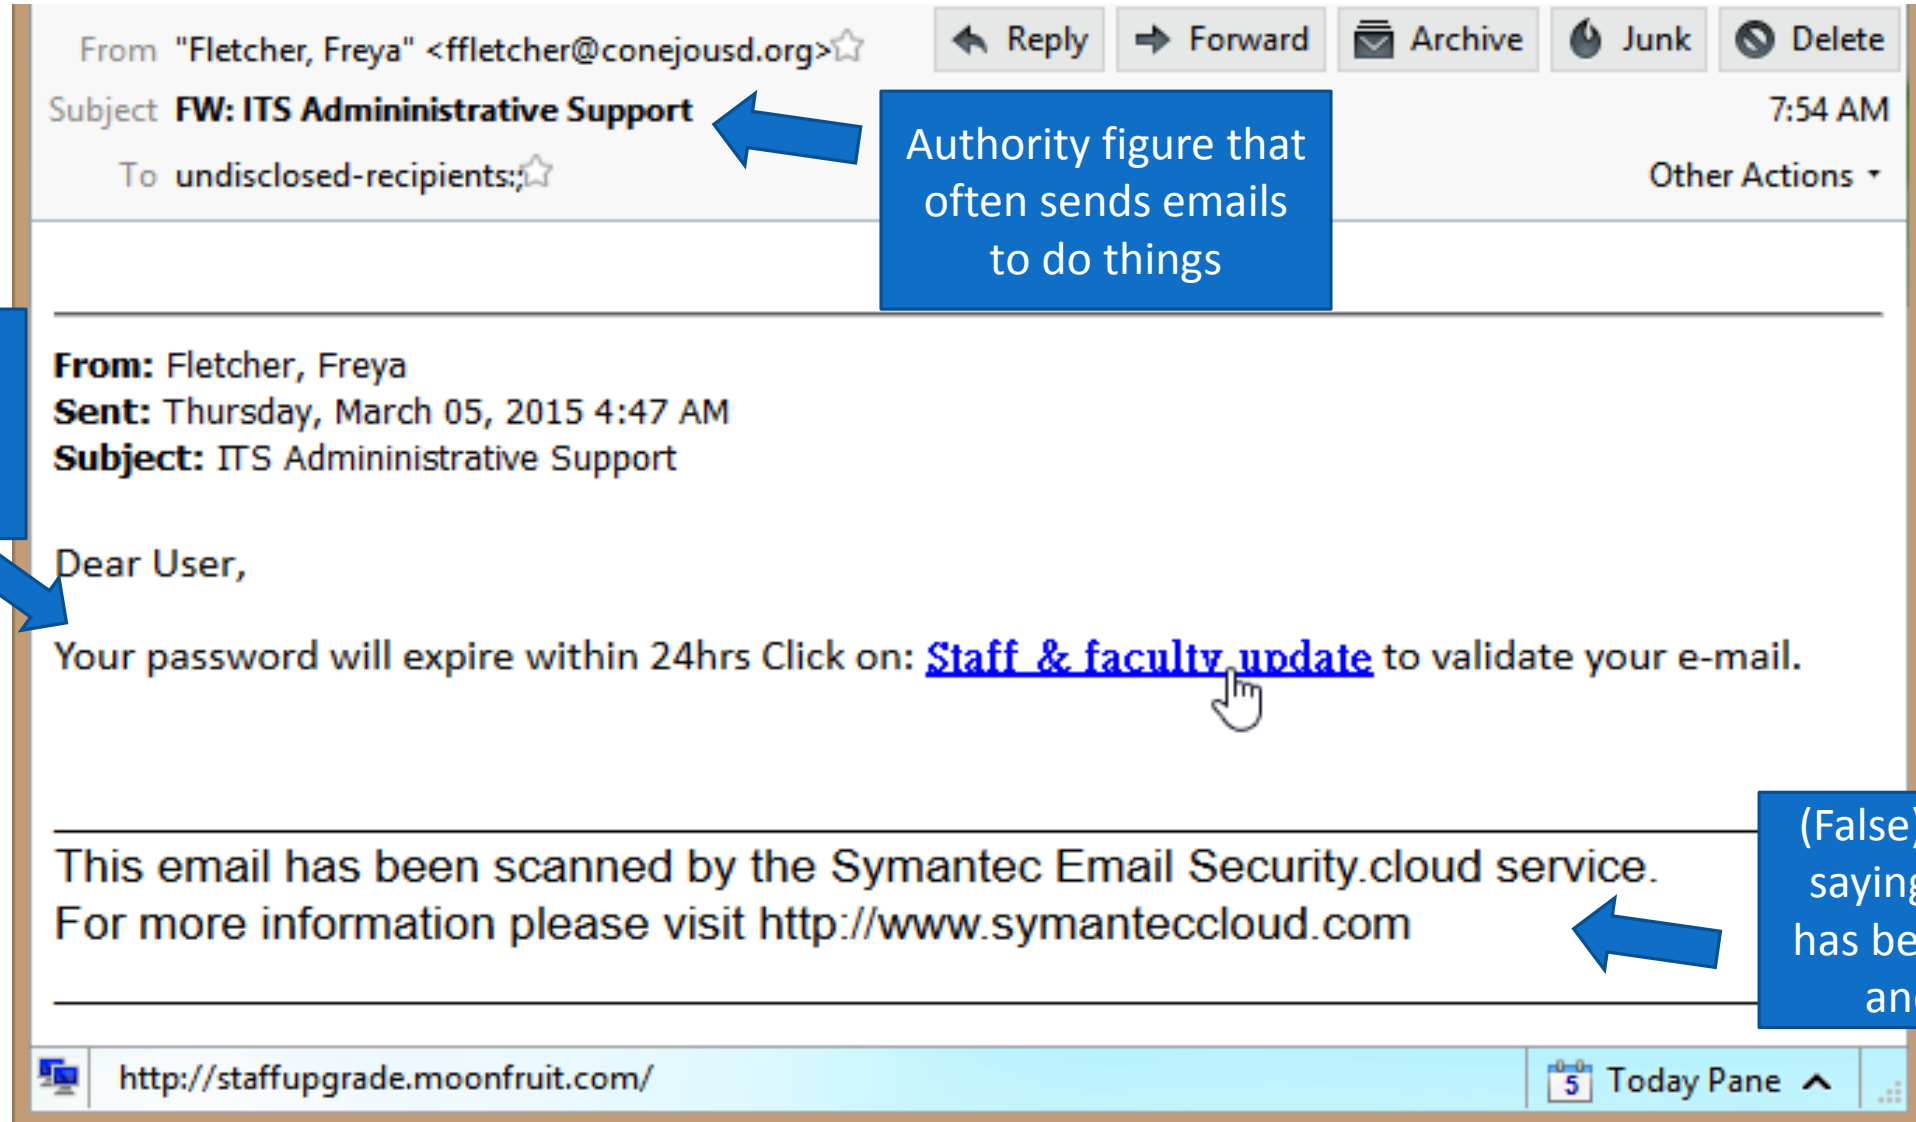 From "Fletcher, Freya" <ffletcher@conejousd.org>
Reply Forward Archive Junk Delete
Subject FW: ITS Admininistrative Support
7:54 AM
To undisclosed-recipients:;
Other Actions
Authority figure that
often sends emails
to do things
From: Fletcher, Freya
Sent: Thursday, March 05, 2015 4:47 AM
Subject: ITS Admininistrative Support
Dear User,
Your password will expire within 24hrs Click on: Staff & faculty update to validate your e-mail.
This email has been scanned by the Symantec Email Security.cloud service.
For more information please visit http://www.symanteccloud.com
(False)
saying
has
http://staffupgrade.moonfruit.com/
5 Today Pane